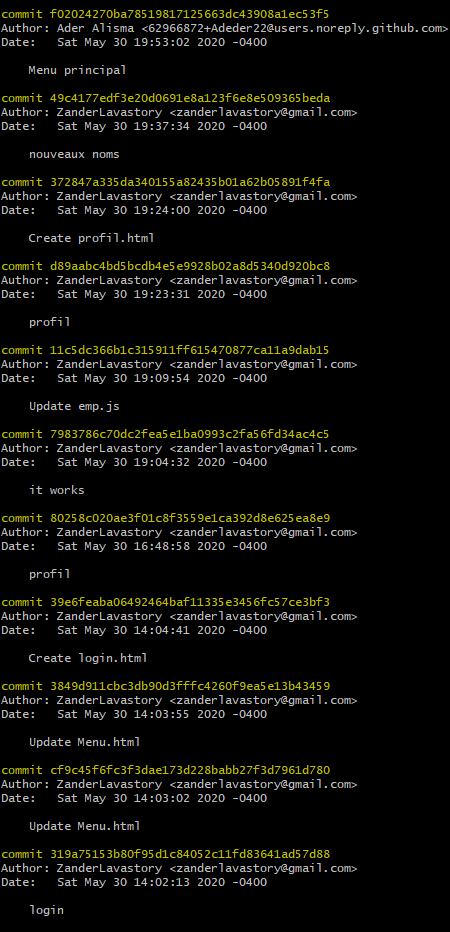 commit f02024270ba78519817125663dc43908a1ec53f5
Author: Ader Alisma <62966872+Adeder22@users.noreply.github.com>
Date:   Sat May 30 19:53:02 2020 -0400
Menu principal
commit 49c4177edf3e20d0691e8a123f6e8e509365beda
Author: ZanderLavastory <zanderlavastory@gmail.com>
Date:   Sat May 30 19:37:34 2020 -0400
nouveaux noms
commit 372847a335da340155a82435b01a62b05891f4fa
Author: ZanderLavastory <zanderlavastory@gmail.com>
Date:   Sat May 30 19:24:00 2020 -0400
Create profil.html
commit d89aabc4bd5bcdb4e5e9928b02a8d5340d920bc8
Author: ZanderLavastory <zanderlavastory@gmail.com>
Date:   Sat May 30 19:23:31 2020 -0400
profil
commit 11c5dc366b1c315911ff615470877ca11a9dab15
Author: ZanderLavastory <zanderlavastory@gmail.com>
Date:   Sat May 30 19:09:54 2020 -0400
Update emp.js
commit 7983786c70dc2fea5e1ba0993c2fa56fd34ac4c5
Author: ZanderLavastory <zanderlavastory@gmail.com>
Date:   Sat May 30 19:04:32 2020 -0400
it works
commit 80258c020ae3f01c8f3559e1ca392d8e625ea8e9
Author: ZanderLavastory <zanderlavastory@gmail.com>
Date:   Sat May 30 16:48:58 2020 -0400
profil
commit 39e6feaba06492464baf11335e3456fc57ce3bf3
Author: ZanderLavastory <zanderlavastory@gmail.com>
Date:   Sat May 30 14:04:41 2020 -0400
Create login.html
commit 3849d911cbc3db90d3fffc4260f9ea5e13b43459
Author: ZanderLavastory <zanderlavastory@gmail.com>
Date:   Sat May 30 14:03:55 2020 -0400
Update Menu.html
commit cf9c45f6fc3f3dae173d228babb27f3d7961d780
Author: ZanderLavastory <zanderlavastory@gmail.com>
Date:   Sat May 30 14:03:02 2020 -0400
Update Menu.html
commit 319a75153b80f95d1c84052c11fd83641ad57d88
Author: ZanderLavastory <zanderlavastory@gmail.com>
Date:   Sat May 30 14:02:13 2020 -0400
login